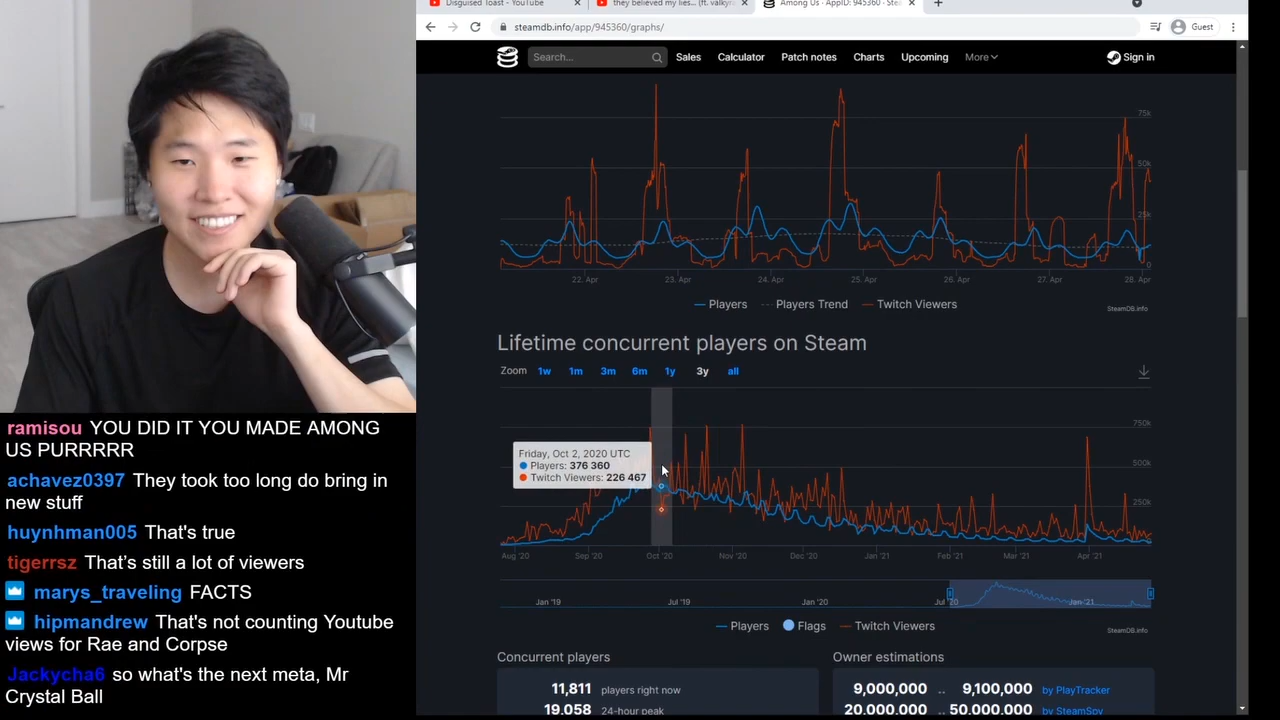 Disguised Toast - YouTube
they believed my lies... (ft. valkyr
Among Us · AppID: 945360 · Stea
steamdb.info/app/945360/graphs/
Guest
Search...
Sales
Calculator
Patch notes
Charts
Upcoming
More
Sign in
75k
50k
25k
0
22. Apr
23. Apr
24. Apr
25. Apr
26. Apr
27. Apr
28. Apr
Players
Players Trend
Twitch Viewers
SteamDB.info
Lifetime concurrent players on Steam
Zoom
1w
1m
3m
6m
1y
3y
all
750k
500k
250k
0
Friday, Oct 2, 2020 UTC
Players: 376 360
Twitch Viewers: 226 467
Aug '20
Sep '20
Oct '20
Nov '20
Dec '20
Jan '21
Feb '21
Mar '21
Apr '21
Jan '19
Jul '19
Jan '20
Jul '20
Jan '21
Players
Flags
Twitch Viewers
SteamDB.info
Concurrent players
11,811 players right now
19,058 24-hour peak
Owner estimations
9,000,000 .. 9,100,000 by PlayTracker
20,000,000 .. 50,000,000 by SteamSpy
ramisou YOU DID IT YOU MADE AMONG
US PURRRRR
achavez0397 They took too long do bring in
new stuff
huynhman005 That's true
tigerrsz That's still a lot of viewers
marys_traveling FACTS
hipmandrew That's not counting Youtube
views for Rae and Corpse
Jackycha6 so what's the next meta, Mr
Crystal Ball